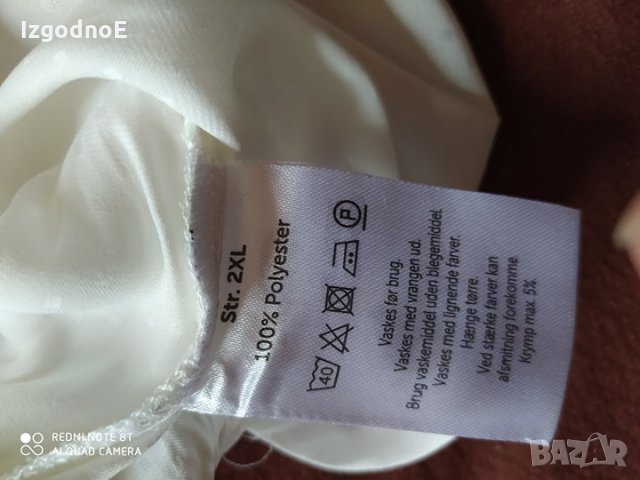 IzgodnoE
Str. 2XL
100% Polyester
40
P
Vaskes før brug.
Vaskes med vrangen ud.
Brug vaskemiddel uden blegemiddel.
Vaskes med lignende farver.
Hænge tørre.
Ved stærke farver kan
afsmitning forekomme.
Krymp max. 5%.
REDMI NOTE 8T
AI QUAD CAMERA
BAZAR